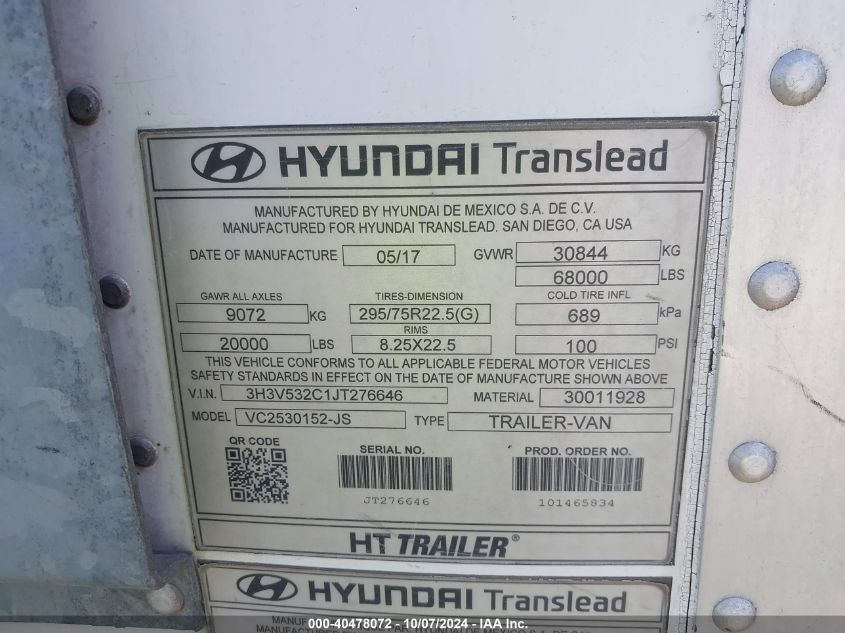 HYUNDAI Translead
MANUFACTURED BY HYUNDAI DE MEXICO S.A. DE C.V.
MANUFACTURED FOR HYUNDAI TRANSLEAD. SAN DIEGO, CA USA
DATE OF MANUFACTURE 05/17 GVWR 30844 KG
68000 LBS
GAWR ALL AXLES TIRES-DIMENSION COLD TIRE INFL
9072 KG 295/75R22.5(G) 689 kPa
RIMS
20000 LBS 8.25X22.5 100 PSI
THIS VEHICLE CONFORMS TO ALL APPLICABLE FEDERAL MOTOR VEHICLES
SAFETY STANDARDS IN EFFECT ON THE DATE OF MANUFACTURE SHOWN ABOVE
V.I.N. 3H3V532C1JT276646 MATERIAL 30011928
MODEL VC2530152-JS TYPE TRAILER-VAN
QR CODE SERIAL NO. PROD. ORDER NO.
JT276646 101465834
HT TRAILER®
HYUNDAI Translead
000-40478072 - 10/07/2024 - IAA Inc.